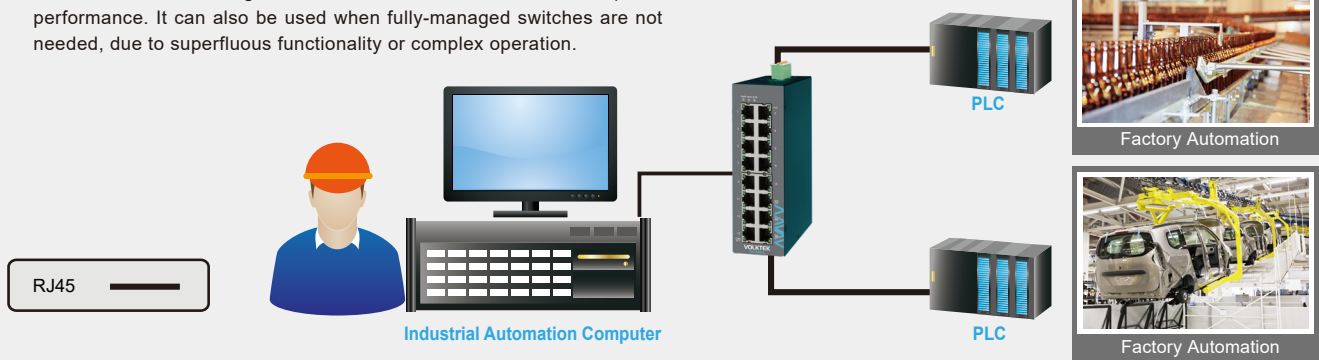 performance. It can also be used when fully-managed switches are not
needed, due to superfluous functionality or complex operation.
PLC
Factory Automation
VOLKTEK
RJ45
Industrial Automation Computer
PLC
Factory Automation